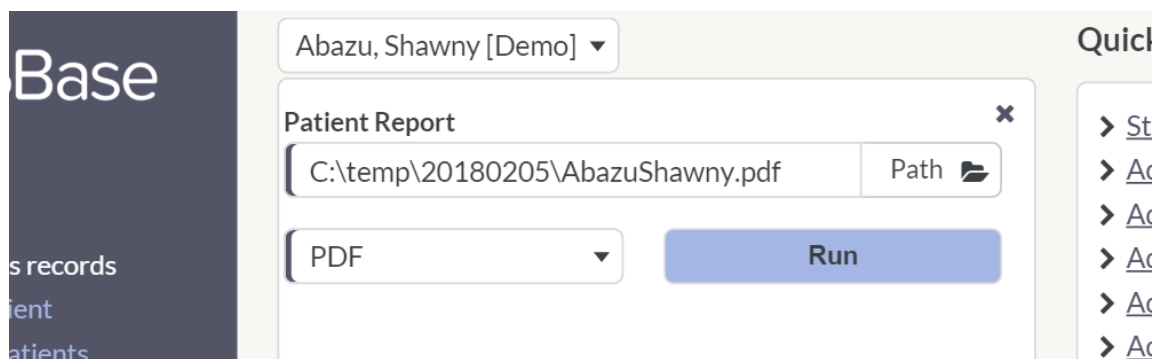 Base
s records
ient
atients
Abazu, Shawny [Demo]
Patient Report
C:\temp\20180205\AbazuShawny.pdf
Path
PDF
Run
Quick
St
Ac
Ac
Ac
Ac
Ac